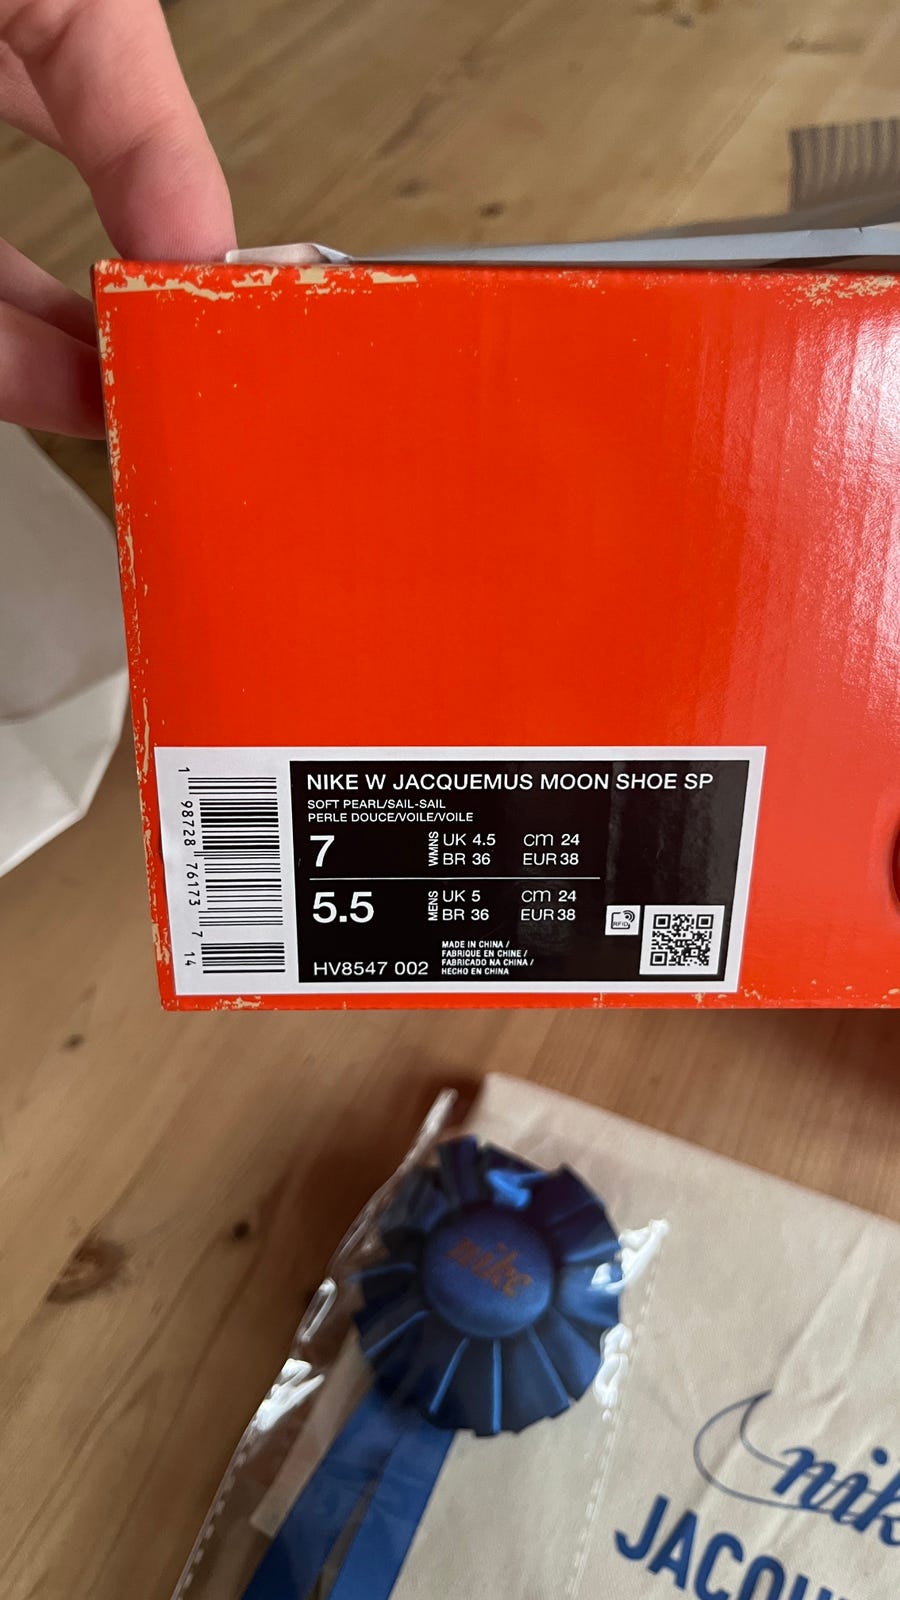 NIKE W JACQUEMUS MOON SHOE SP
SOFT PEARL/SAIL-SAIL
PERLE DOUCE/VOILE/VOILE
7 WMNS UK 4.5 cm 24
BR 36 EUR 38
5.5 MENS UK 5 cm 24
BR 36 EUR 38
RFID
HV8547 002
MADE IN CHINA /
FABRIQUE EN CHINE /
FABRICADO NA CHINA /
HECHO EN CHINA
1 98728 76173 7 14
nike